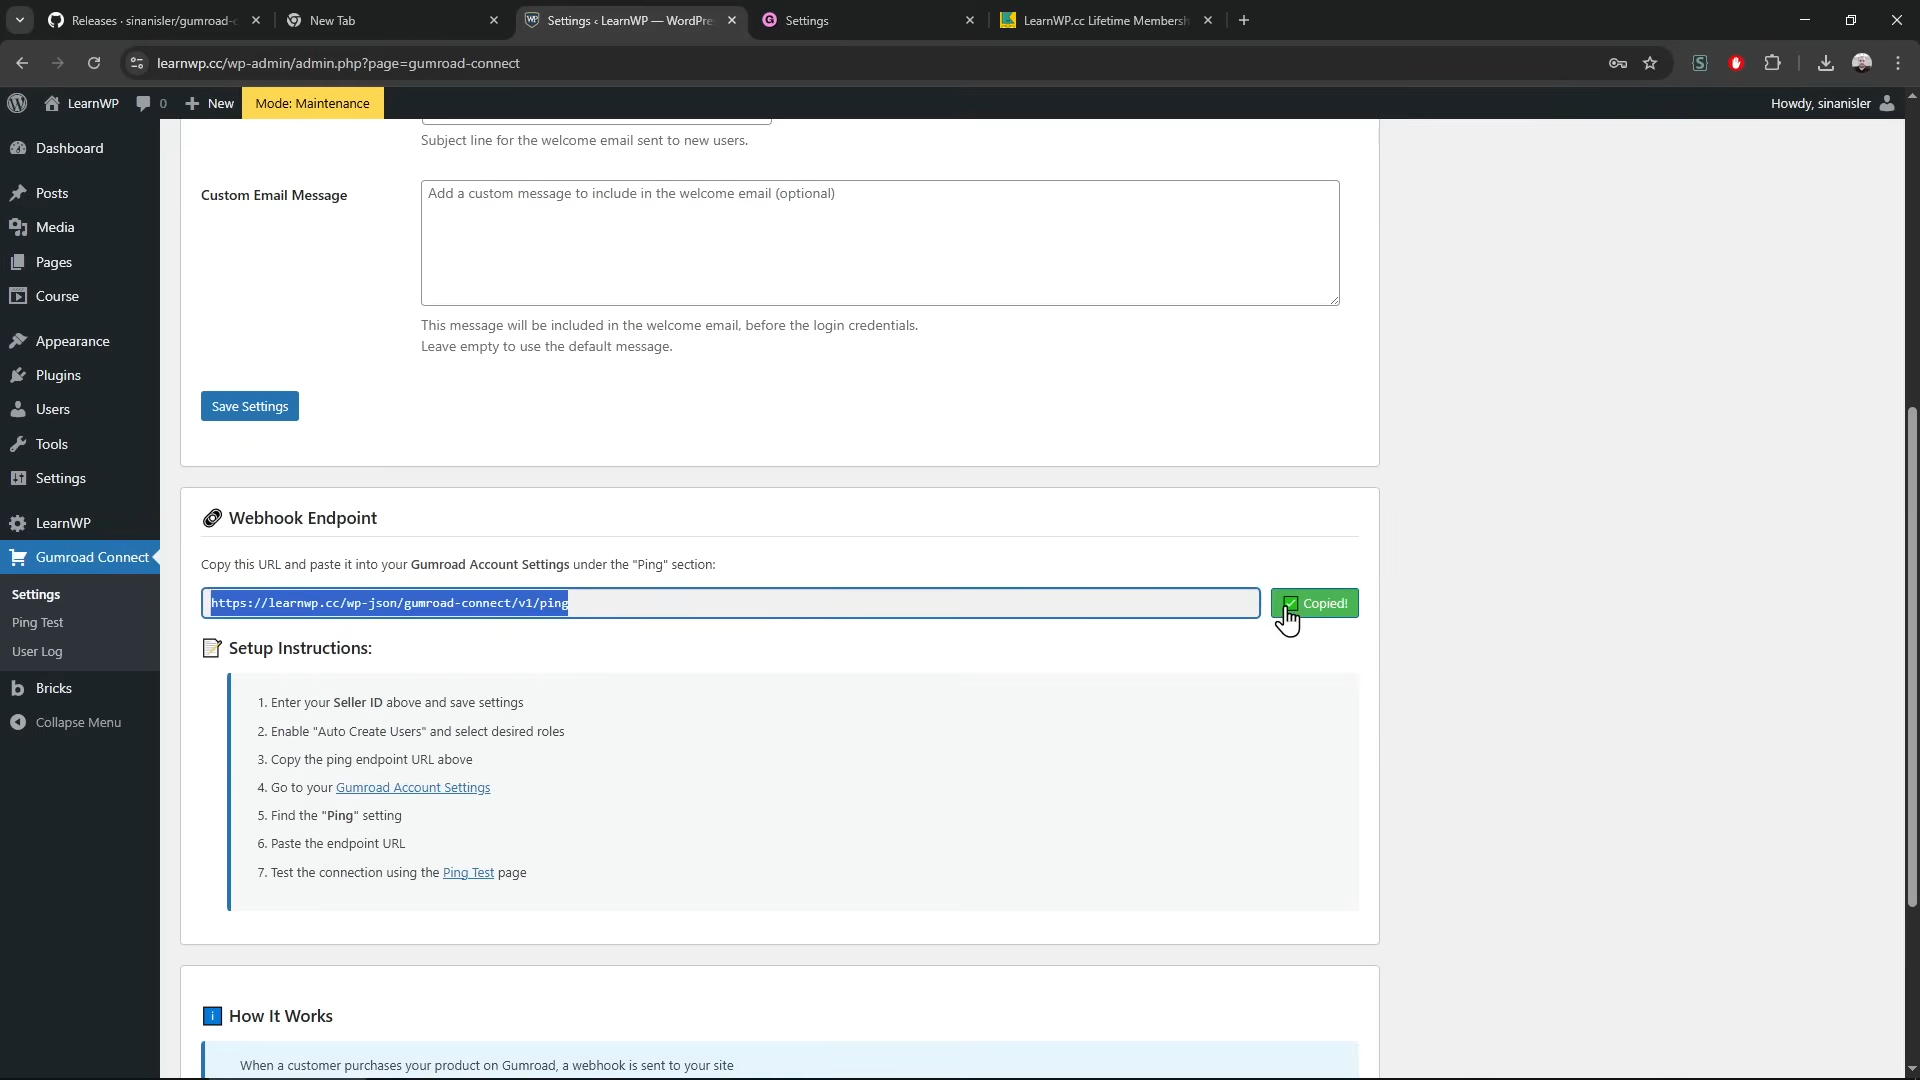 Releases · sinanisler/gumroad-c
New Tab
Settings ‹ LearnWP — WordPre
Settings
LearnWP.cc Lifetime Membersh
learnwp.cc/wp-admin/admin.php?page=gumroad-connect
LearnWP
0
New
Mode: Maintenance
Howdy, sinanisler
Dashboard
Posts
Media
Pages
Course
Appearance
Plugins
Users
Tools
Settings
LearnWP
Gumroad Connect
Settings
Ping Test
User Log
Bricks
Collapse Menu
Subject line for the welcome email sent to new users.
Custom Email Message
Add a custom message to include in the welcome email (optional)
This message will be included in the welcome email, before the login credentials.
Leave empty to use the default message.
Save Settings
Webhook Endpoint
Copy this URL and paste it into your Gumroad Account Settings under the "Ping" section:
https://learnwp.cc/wp-json/gumroad-connect/v1/ping
Copied!
Setup Instructions:
1. Enter your Seller ID above and save settings
2. Enable "Auto Create Users" and select desired roles
3. Copy the ping endpoint URL above
4. Go to your Gumroad Account Settings
5. Find the "Ping" setting
6. Paste the endpoint URL
7. Test the connection using the Ping Test page
How It Works
When a customer purchases your product on Gumroad, a webhook is sent to your site